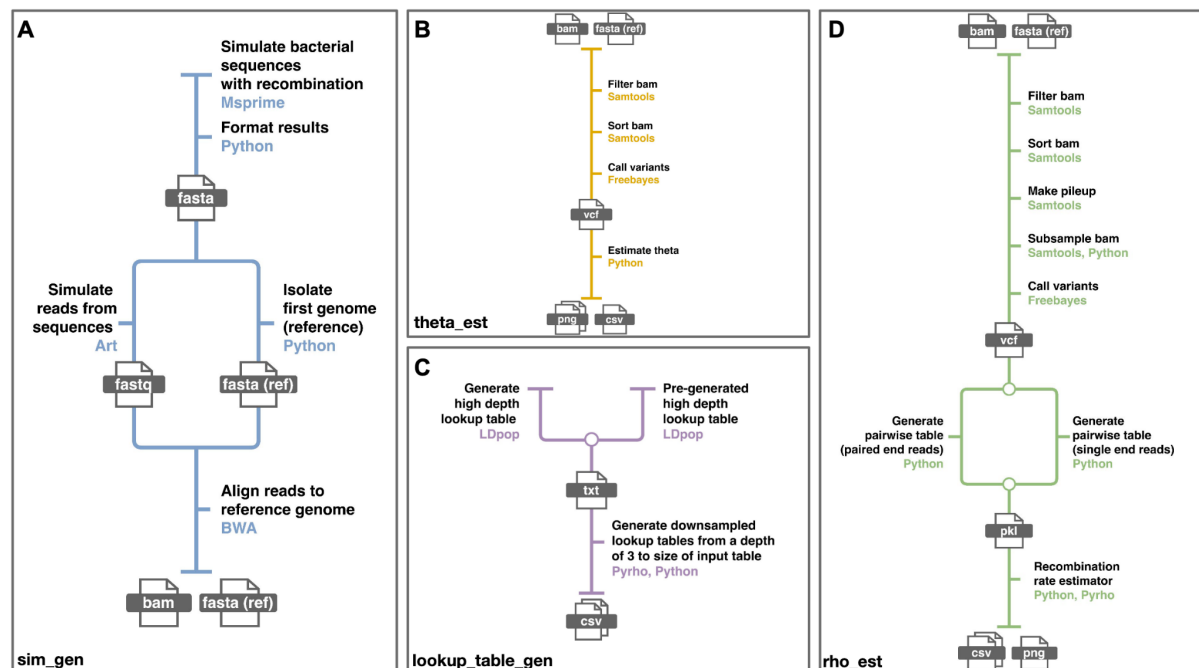 A
Simulate bacterial
sequences
with recombination
Msprime
Format results
Python
fasta
Simulate
reads from
sequences
Art
Isolate
first genome
(reference)
Python
fastq
fasta (ref)
Align reads to
reference genome
BWA
bam
fasta (ref)
sim_gen
B
bam
fasta (ref)
Filter bam
Samtools
Sort bam
Samtools
Call variants
Freebayes
vcf
Estimate theta
Python
png
csv
theta_est
C
Generate
high depth
lookup table
LDpop
Pre-generated
high depth
lookup table
LDpop
txt
Generate downsampled
lookup tables from a depth
of 3 to size of input table
Pyrho, Python
csv
lookup_table_gen
D
bam
fasta (ref)
Filter bam
Samtools
Sort bam
Samtools
Make pileup
Samtools
Subsample bam
Samtools, Python
Call variants
Freebayes
vcf
Generate
pairwise table
(paired end reads)
Python
Generate
pairwise table
(single end reads)
Python
pkl
Recombination
rate estimator
Python, Pyrho
csv
png
rho_est